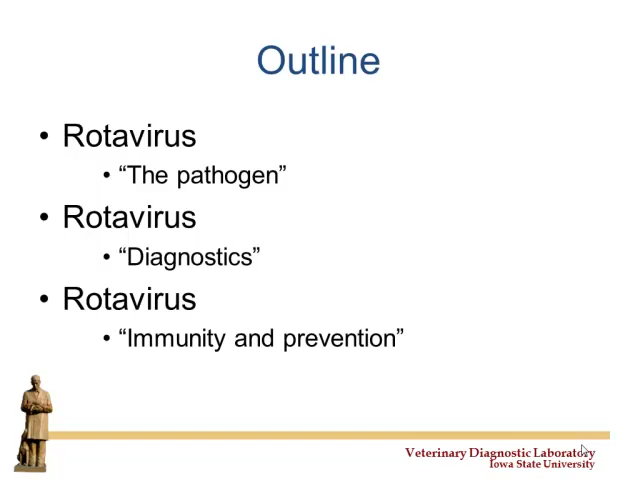 Outline
• Rotavirus
• “The pathogen”
• Rotavirus
• “Diagnostics”
• Rotavirus
• “Immunity and prevention”
Veterinary Diagnostic Laboratory
Iowa State University